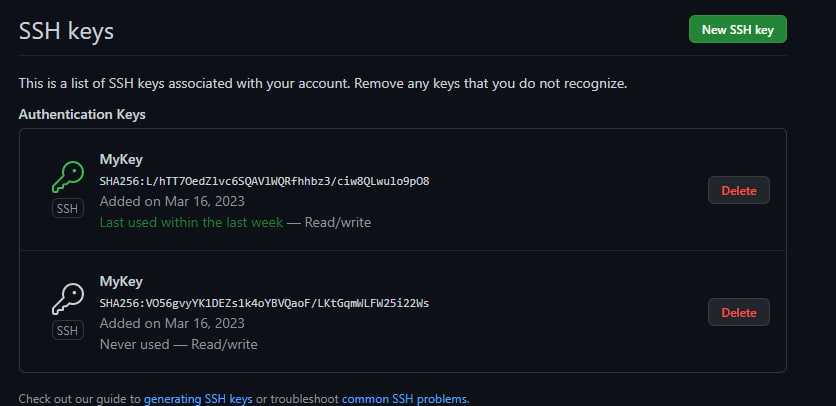 SSH keys
New SSH key
This is a list of SSH keys associated with your account. Remove any keys that you do not recognize.
Authentication Keys
MyKey
SHA256:L/hTT7OedZlvc6SQAVlWQRfhhbz3/ciw8QLwulo9pO8
Added on Mar 16, 2023
Last used within the last week — Read/write
SSH
Delete
MyKey
SHA256:VO56gvyYK1DEZs1k4oYBVQaoF/LKtGqmWLFW25i22Ws
Added on Mar 16, 2023
Never used — Read/write
SSH
Delete
Check out our guide to generating SSH keys or troubleshoot common SSH problems.